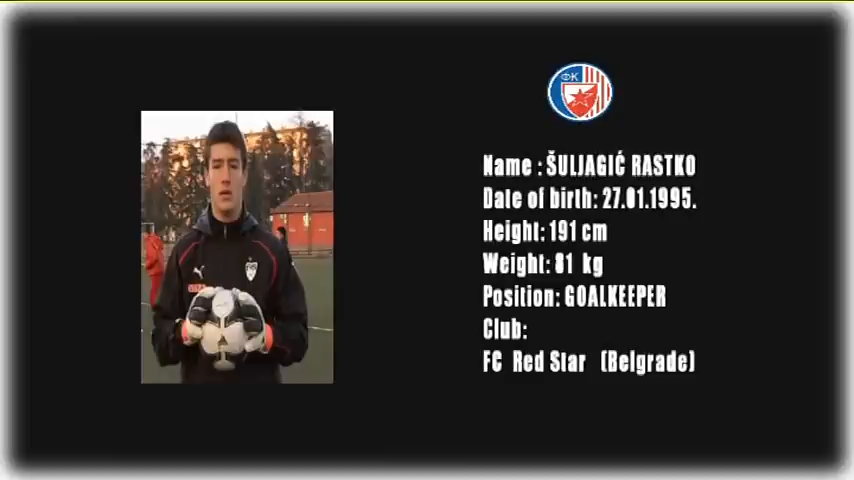 ФК
Name : ŠULJAGIĆ RASTKO
Date of birth: 27.01.1995.
Height: 191 cm
Weight: 81 kg
Position: GOALKEEPER
Club:
FC Red Star (Belgrade)